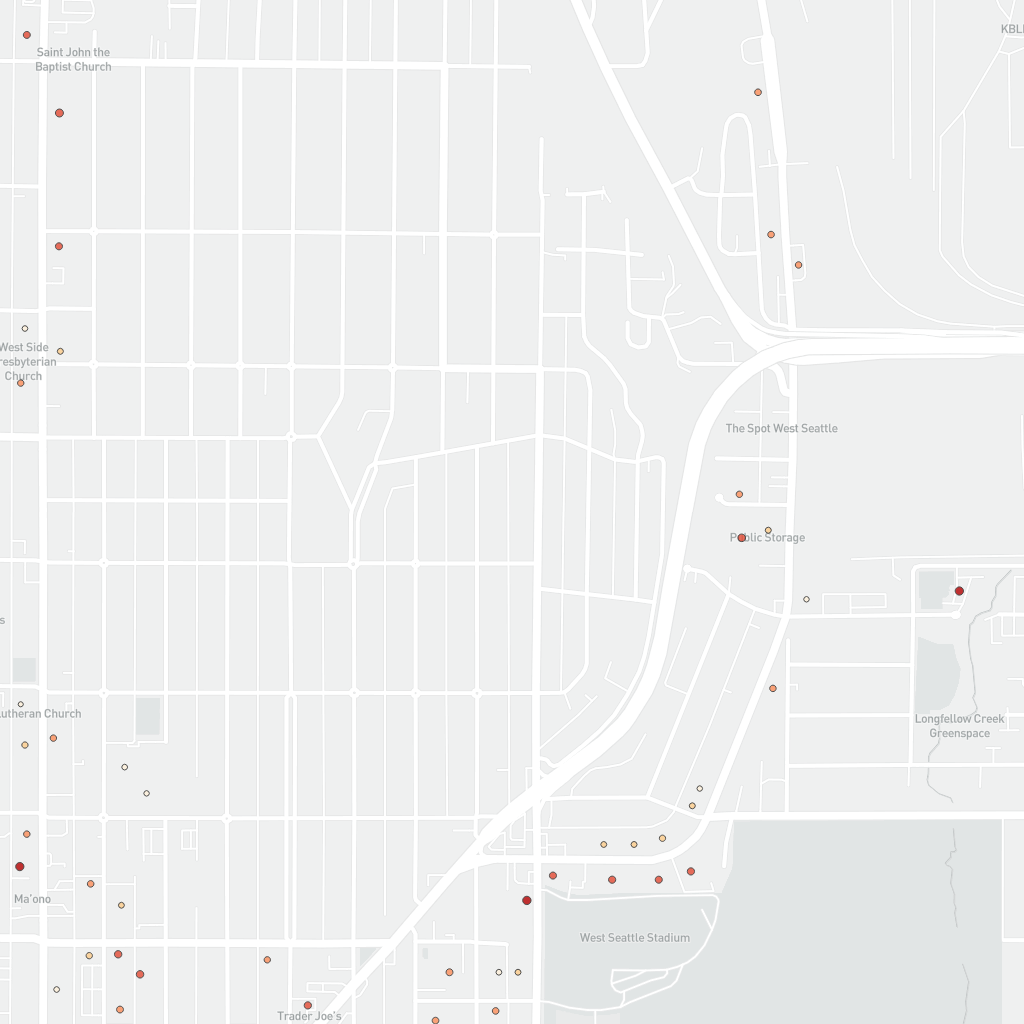 Saint John the
Baptist Church
KBLE
West Side
resbyterian
Church
The Spot West Seattle
Public Storage
s
utheran Church
Longfellow Creek
Greenspace
Ma'ono
West Seattle Stadium
Trader Joe's